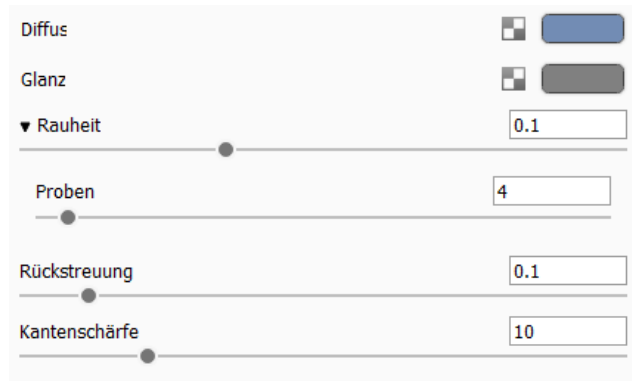 Diffus
Glanz
▼ Rauheit 0.1
Proben 4
Rückstreuung 0.1
Kantenschärfe 10